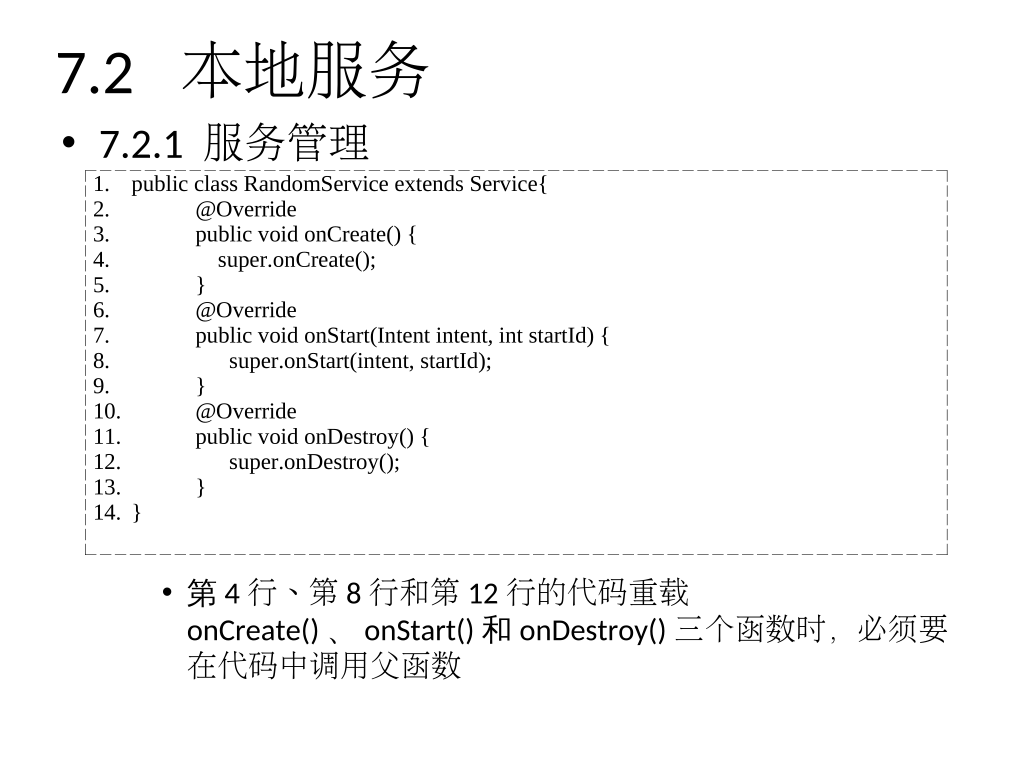 7.2 本地服务
• 7.2.1 服务管理
1. public class RandomService extends Service{
2. @Override
3. public void onCreate() {
4. super.onCreate();
5. }
6. @Override
7. public void onStart(Intent intent, int startId) {
8. super.onStart(intent, startId);
9. }
10. @Override
11. public void onDestroy() {
12. super.onDestroy();
13. }
14. }
• 第 4 行、第 8 行和第 12 行的代码重载
onCreate() 、 onStart() 和 onDestroy() 三个函数时，必须要
在代码中调用父函数